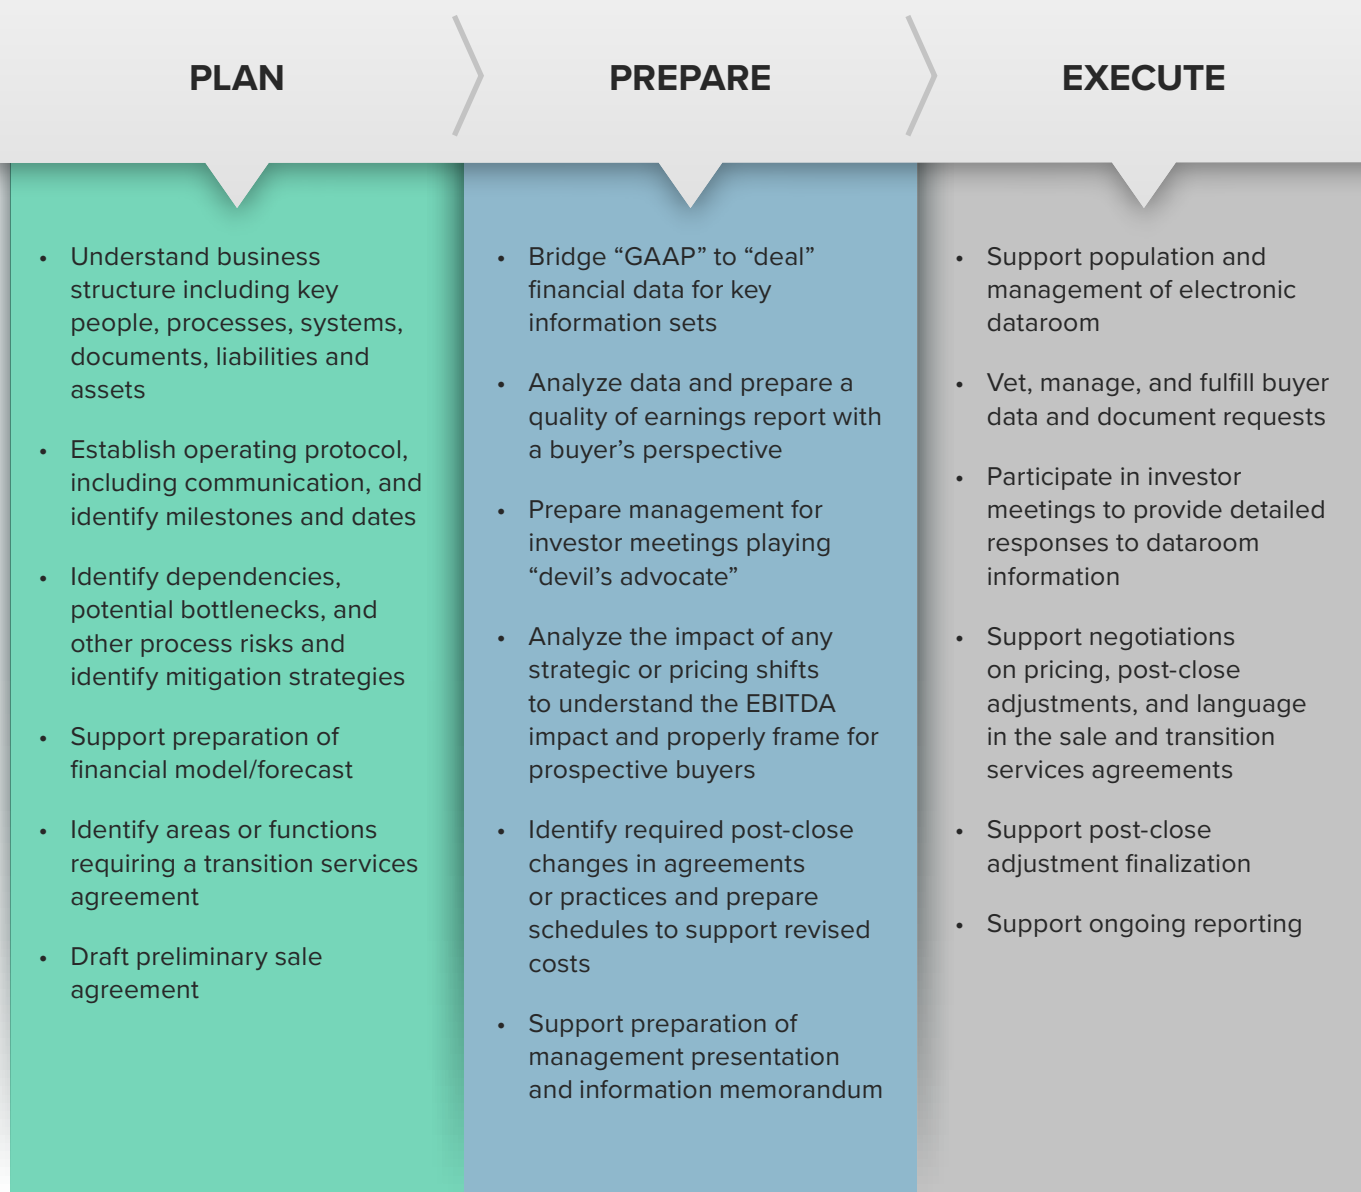 PLAN
PREPARE
EXECUTE
• Understand business
structure including key
people, processes, systems,
documents, liabilities and
assets
• Establish operating protocol,
including communication, and
identify milestones and dates
• Identify dependencies,
potential bottlenecks, and
other process risks and
identify mitigation strategies
• Support preparation of
financial model/forecast
• Identify areas or functions
requiring a transition services
agreement
• Draft preliminary sale
agreement
• Bridge “GAAP” to “deal”
financial data for key
information sets
• Analyze data and prepare a
quality of earnings report with
a buyer’s perspective
• Prepare management for
investor meetings playing
“devil’s advocate”
• Analyze the impact of any
strategic or pricing shifts
to understand the EBITDA
impact and properly frame for
prospective buyers
• Identify required post-close
changes in agreements
or practices and prepare
schedules to support revised
costs
• Support preparation of
management presentation
and information memorandum
• Support population and
management of electronic
dataroom
• Vet, manage, and fulfill buyer
data and document requests
• Participate in investor
meetings to provide detailed
responses to dataroom
information
• Support negotiations
on pricing, post-close
adjustments, and language
in the sale and transition
services agreements
• Support post-close
adjustment finalization
• Support ongoing reporting